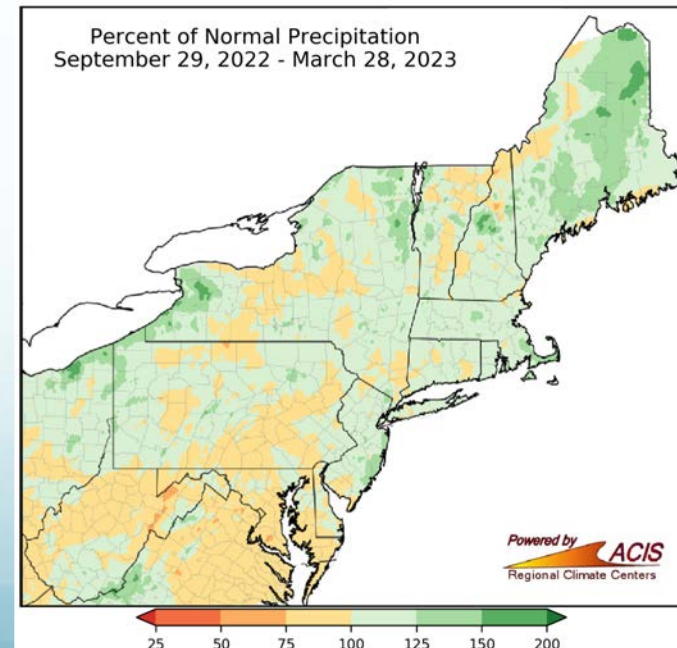 Percent of Normal Precipitation
September 29, 2022 - March 28, 2023
Powered by
ACIS
Regional Climate Centers
25 50 75 100 125 150 200